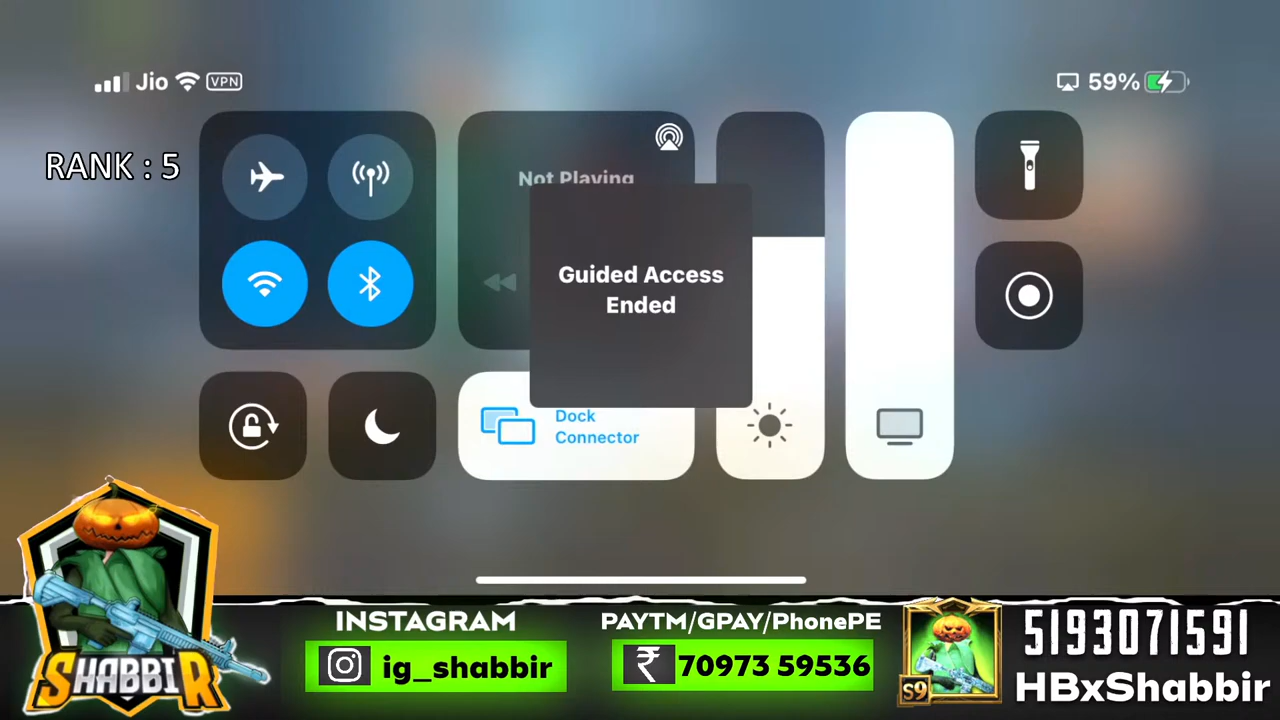 Jio VPN
59%
RANK : 5
Not Playing
Guided Access
Ended
Dock
Connector
SHABBIR
INSTAGRAM
ig_shabbir
PAYTM/GPAY/PhonePE
₹ 70973 59536
S9
5193071591
HBxShabbir